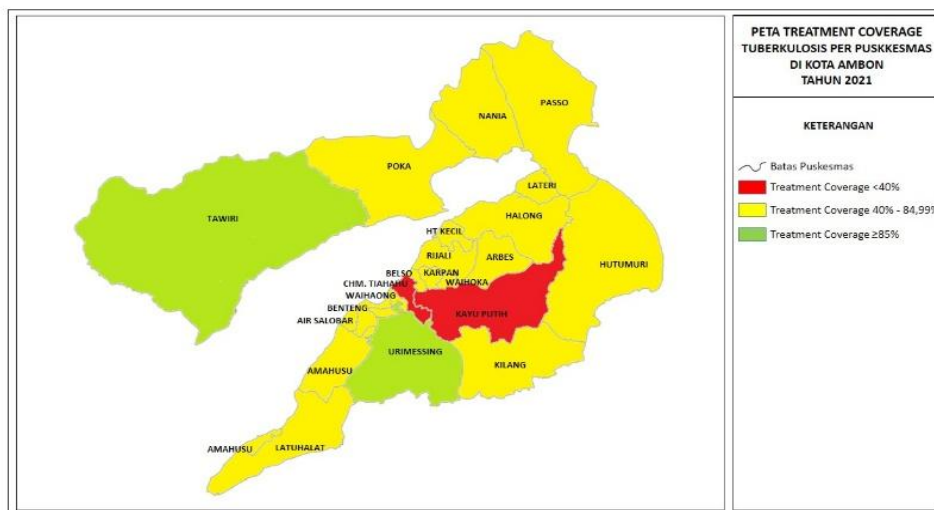 PETA TREATMENT COVERAGE
TUBERKULOSIS PER PUSKKESMAS
DI KOTA AMBON
TAHUN 2021
KETERANGAN
Batas Puskesmas
Treatment Coverage <40%
Treatment Coverage 40% - 84,99%
Treatment Coverage ≥85%
PASSO
NANIA
POKA
LATERI
TAWIRI
HALONG
HT KECIL
RIJALI
ARBES
HUTUMURI
BELSO
KARPAN
CHM. TIAHAHU
WAIHOKA
WAIHAONG
BENTENG
KAYU PUTIH
AIR SALOBAR
URIMESSING
KILANG
AMAHUSU
AMAHUSU
LATUHALAT